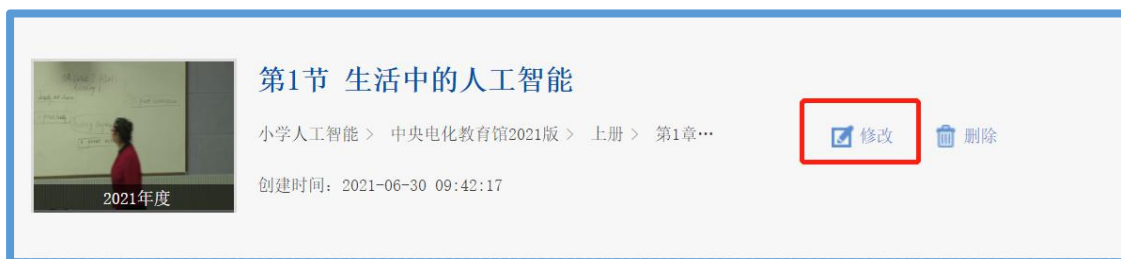 第1节 生活中的人工智能
小学人工智能 > 中央电化教育馆2021版 > 上册 > 第1章…
修改 删除
创建时间：2021-06-30 09:42:17
2021年度